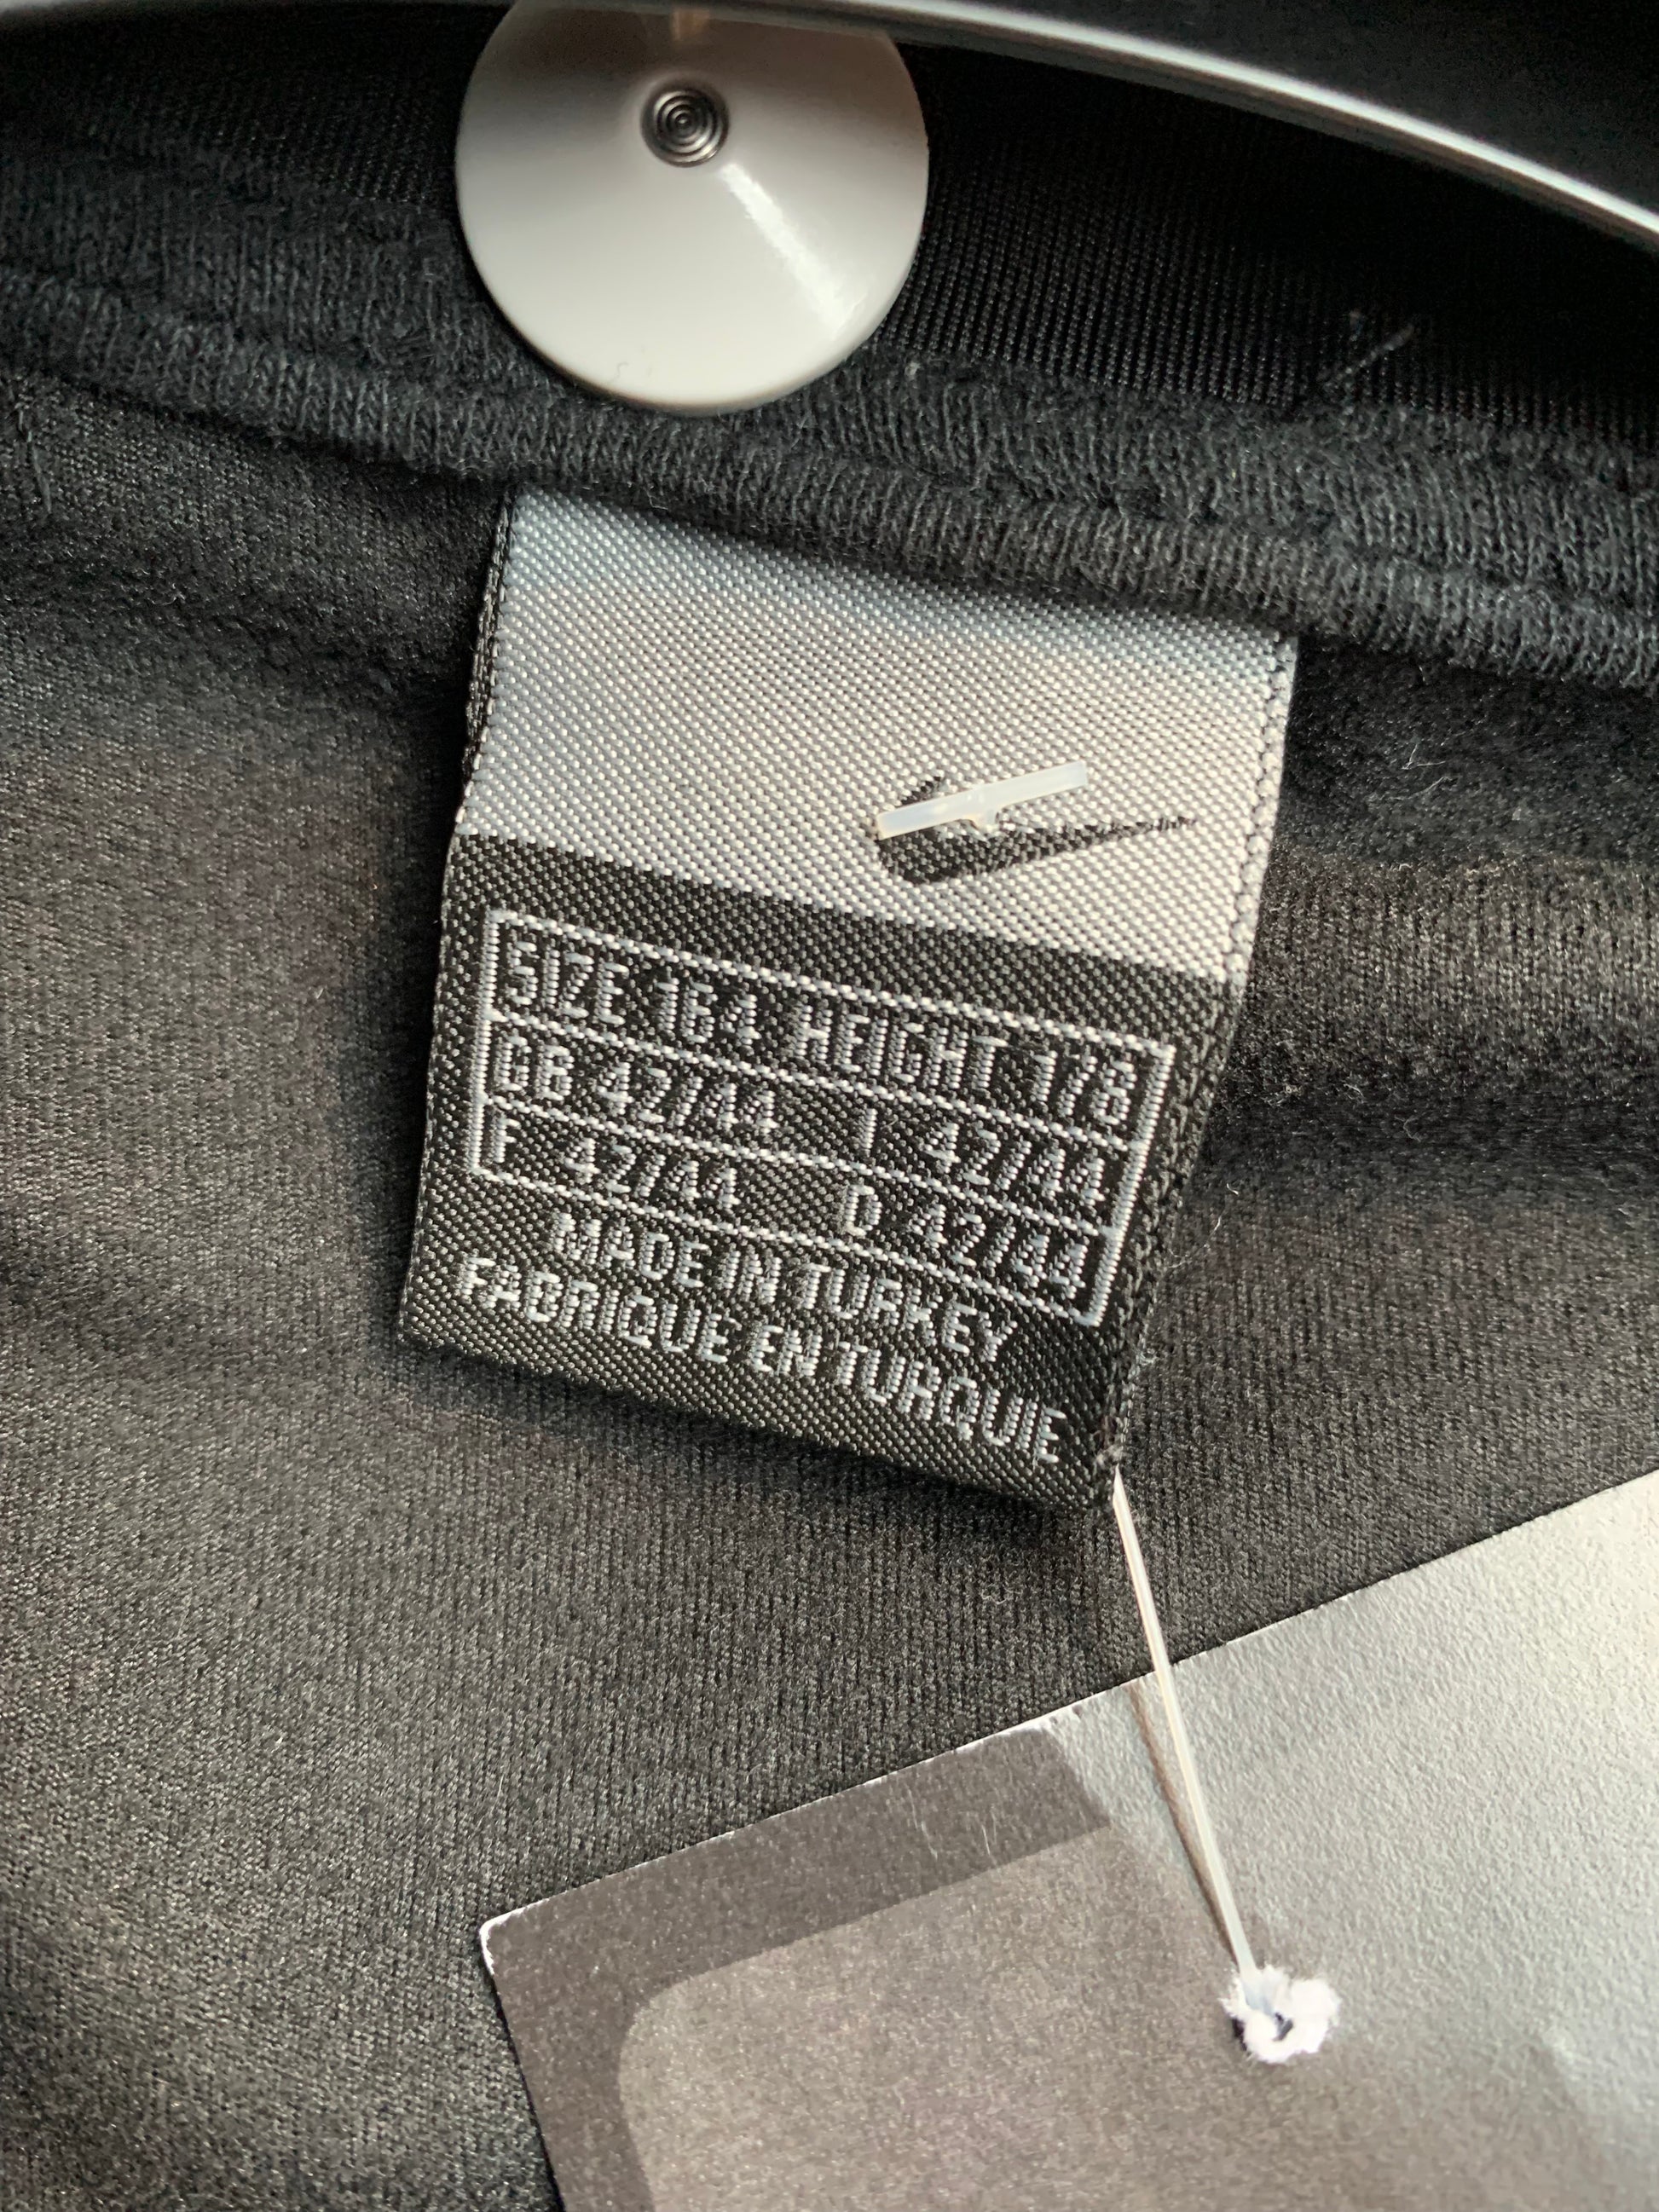 SIZE 164 HEIGHT 178
GB 42/44 I 42/44
F 42/44 D 42/44
MADE IN TURKEY
FABRIQUE EN TURQUIE